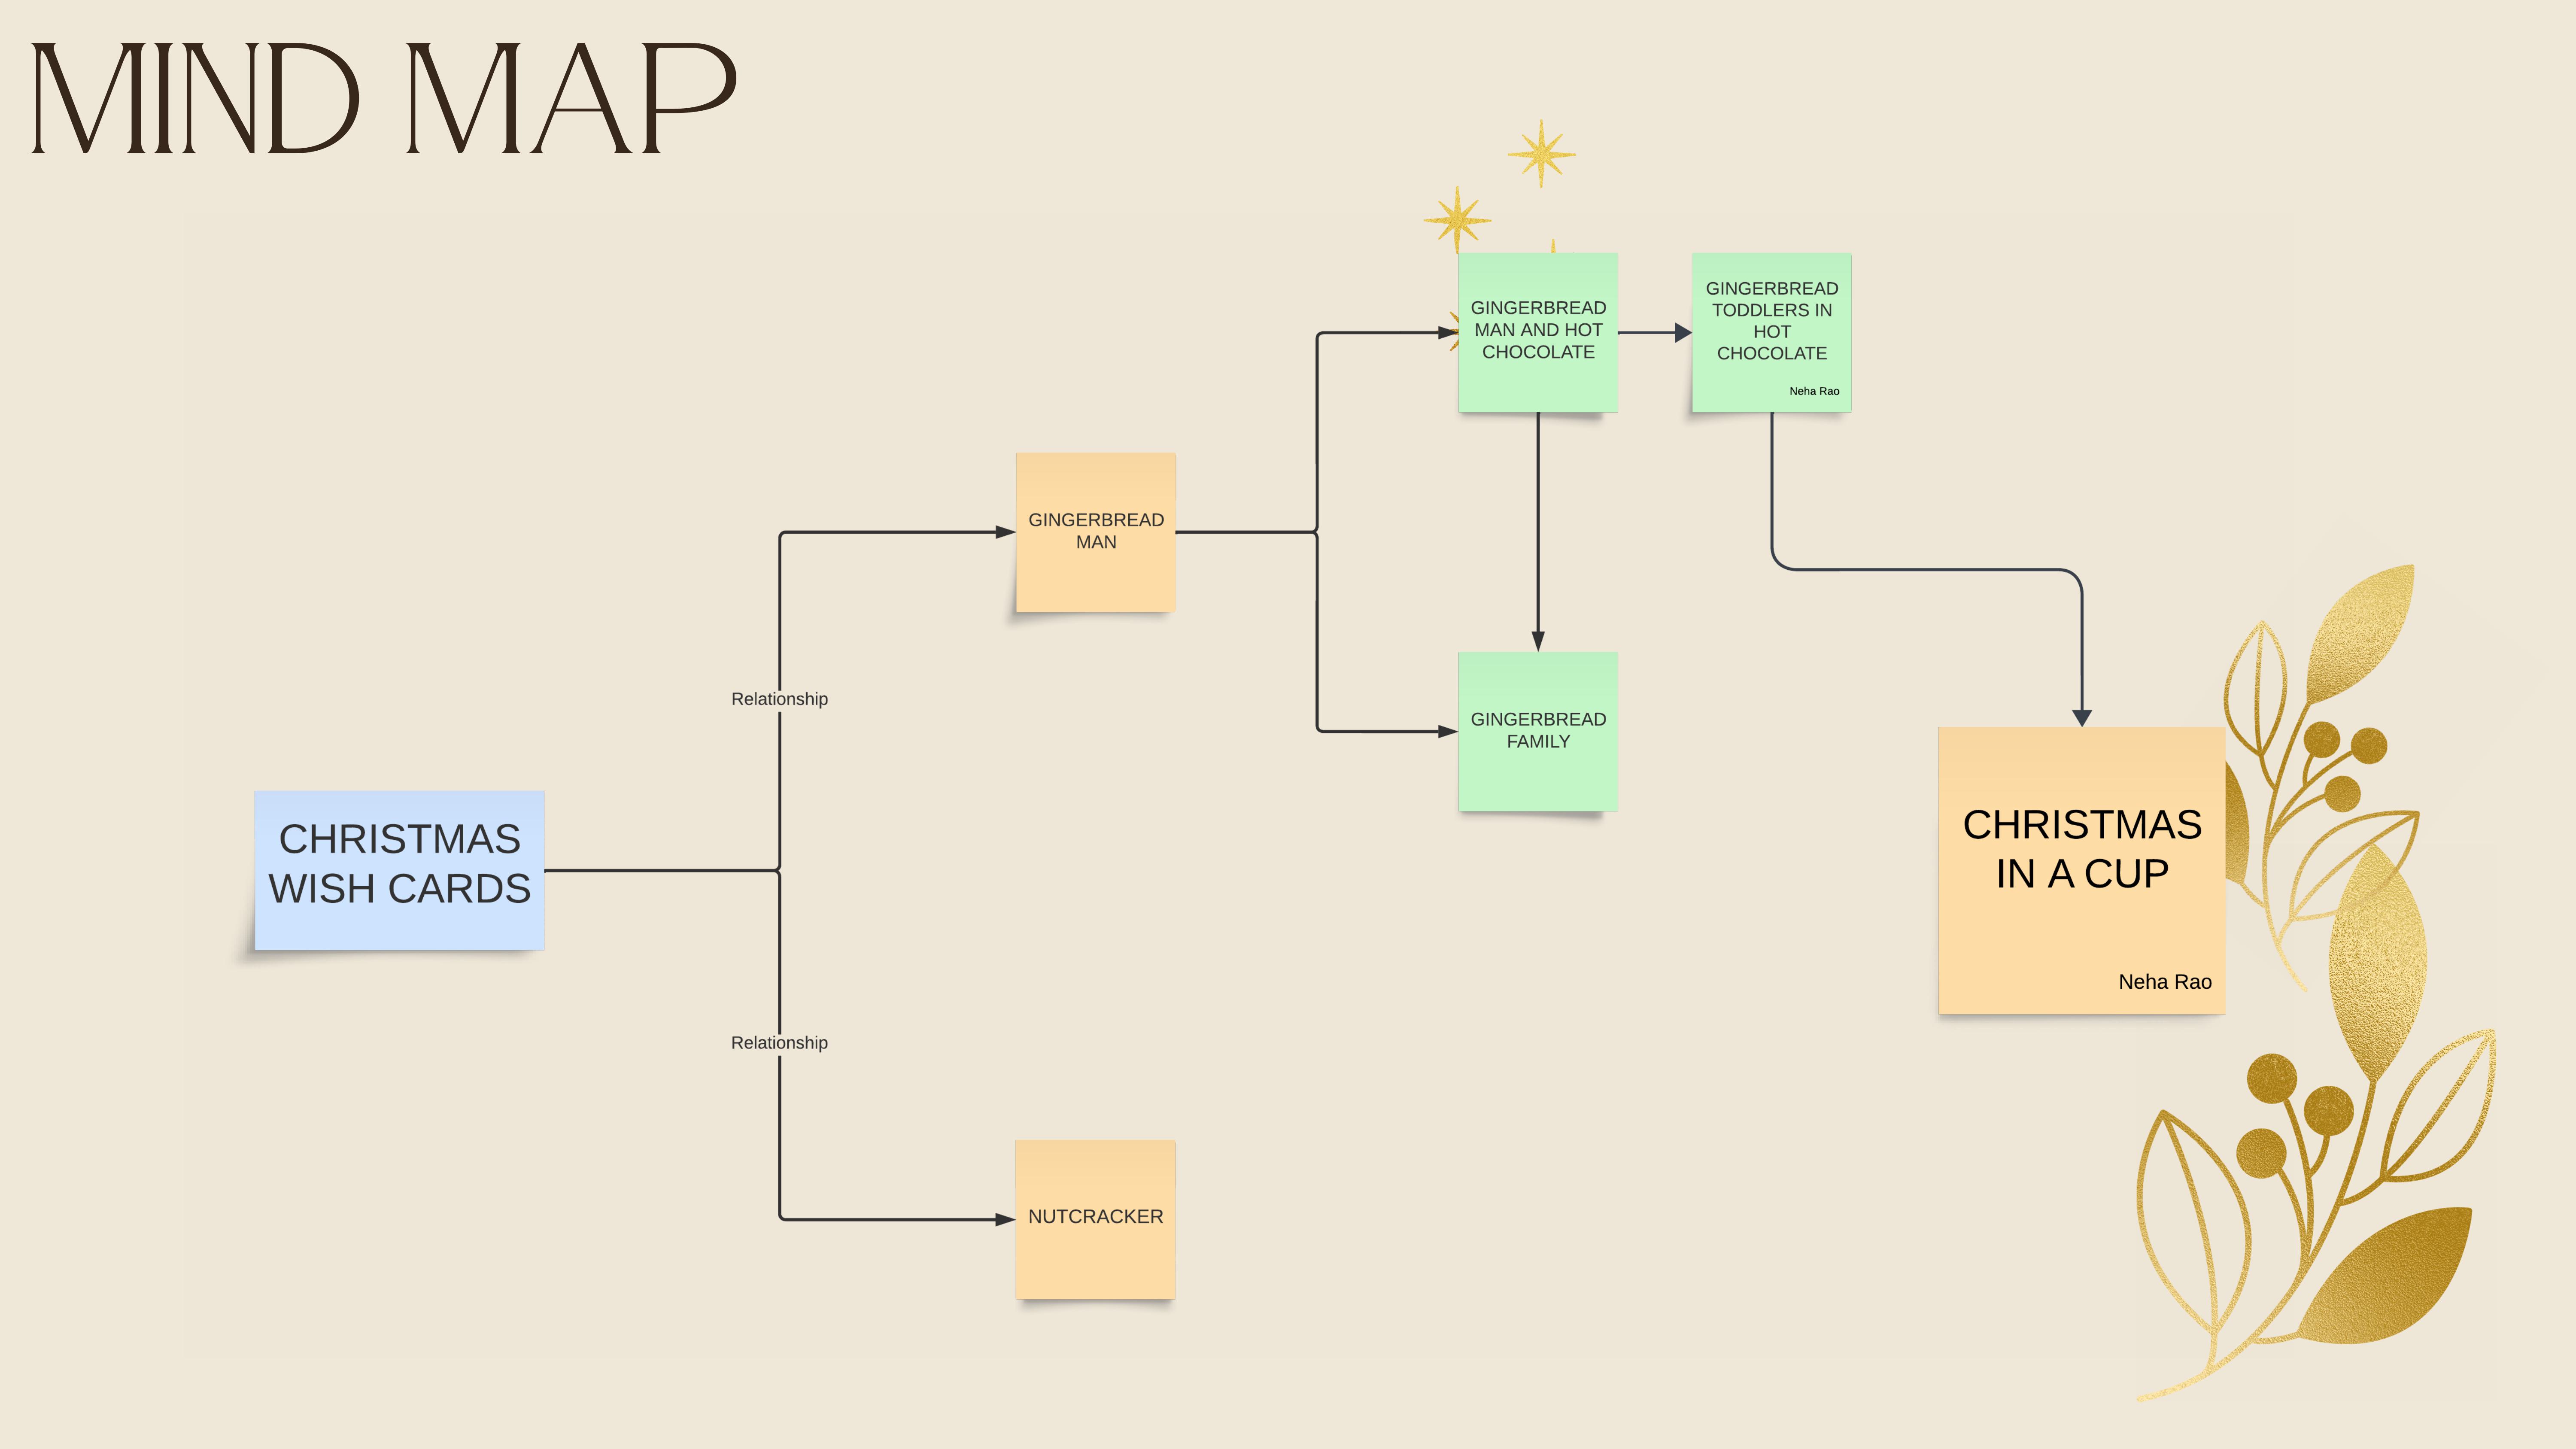 MIND MAP
GINGERBREAD
MAN AND HOT
CHOCOLATE
GINGERBREAD
TODDLERS IN
HOT
CHOCOLATE
Neha Rao
GINGERBREAD
MAN
Relationship
GINGERBREAD
FAMILY
CHRISTMAS
WISH CARDS
CHRISTMAS
IN A CUP
Neha Rao
Relationship
NUTCRACKER